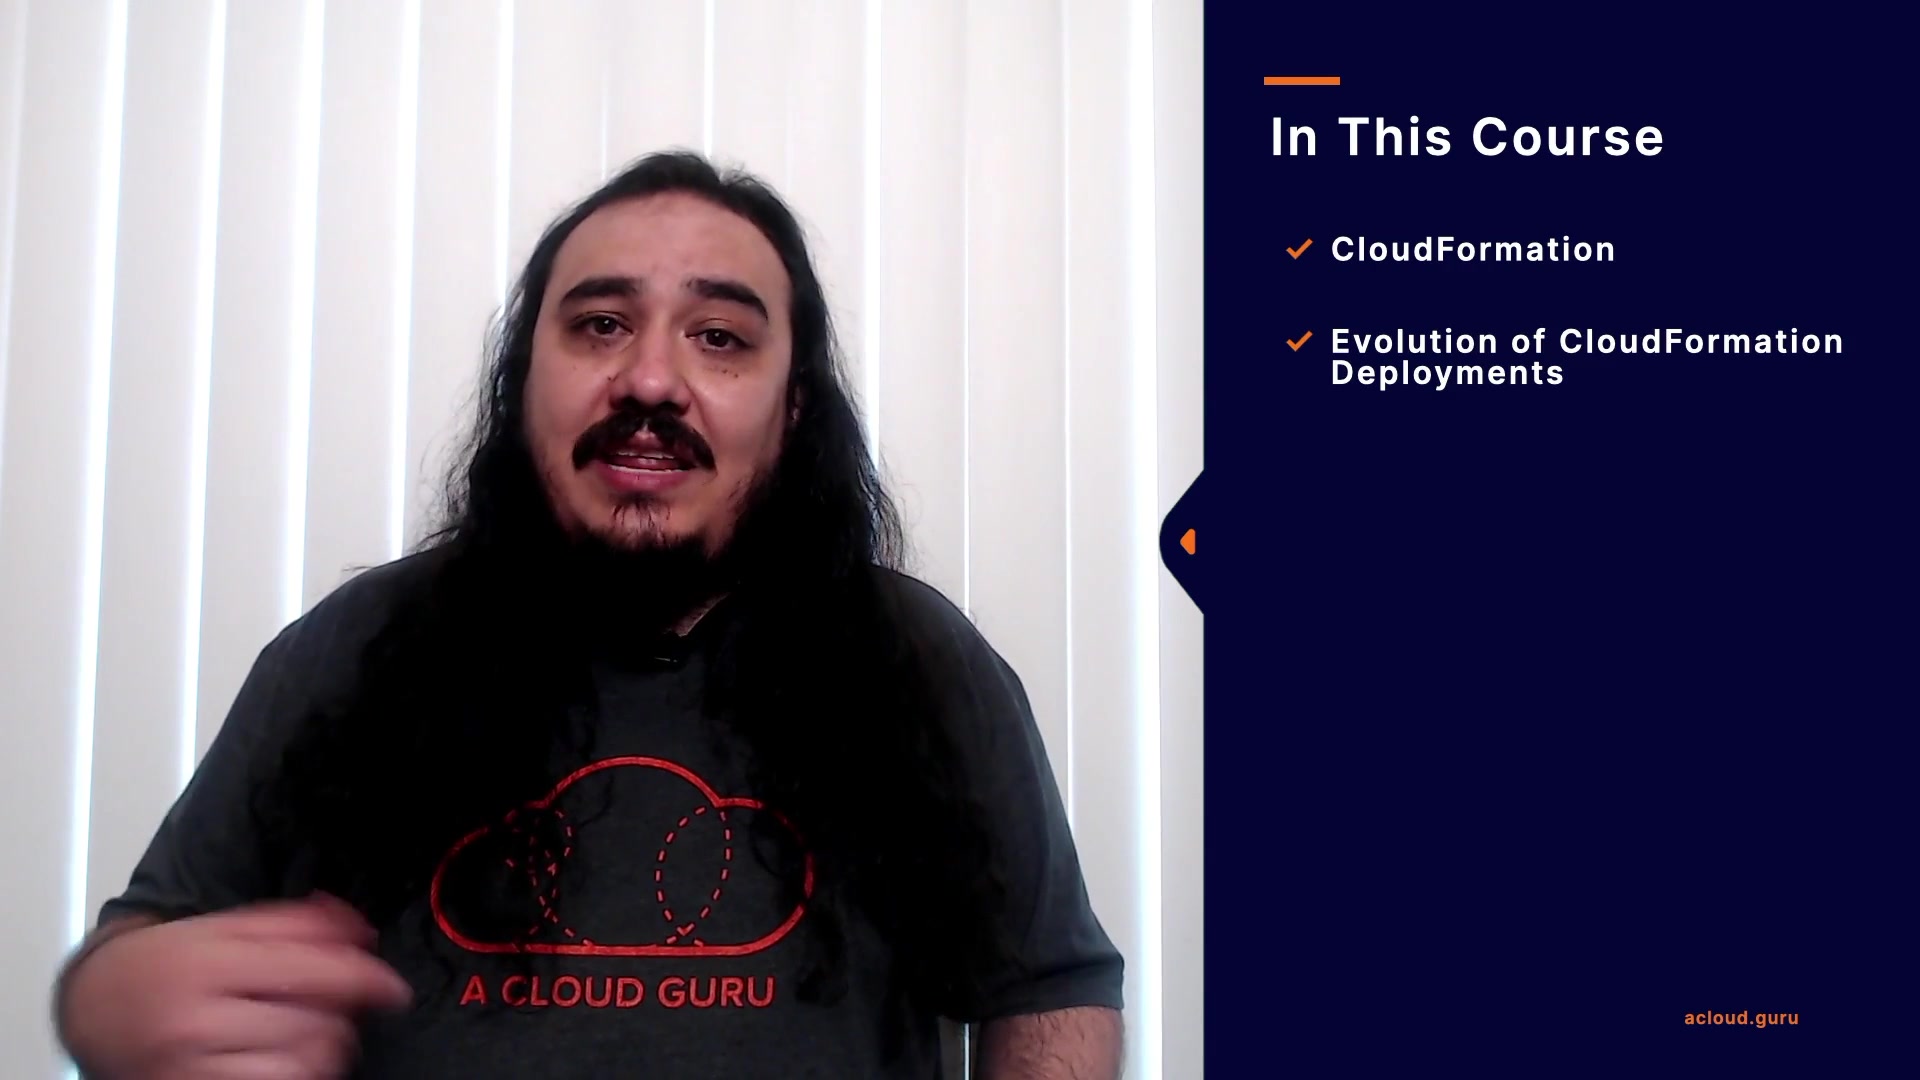 In This Course
CloudFormation
Evolution of CloudFormation
Deployments
A CLOUD GURU
acloud.guru